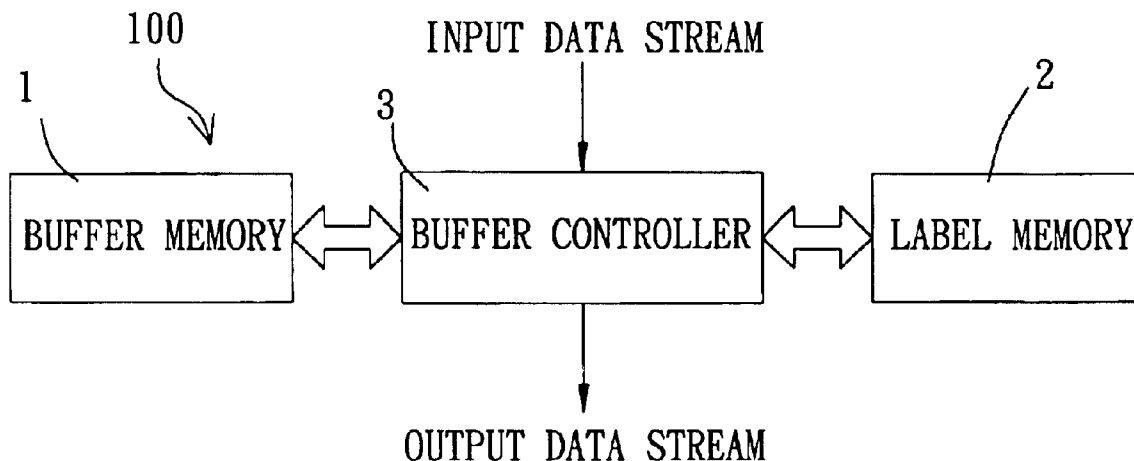 100
INPUT DATA STREAM
1
3
2
BUFFER MEMORY
BUFFER CONTROLLER
LABEL MEMORY
OUTPUT DATA STREAM